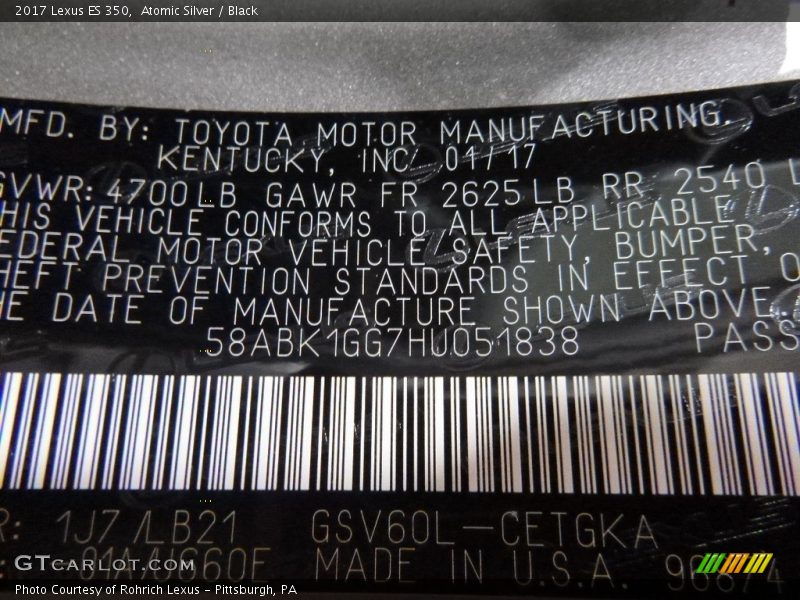 2017 Lexus ES 350,  Atomic Silver / Black
MFD. BY: TOYOTA MOTOR MANUFACTURING,
KENTUCKY, INC 01/17
GVWR: 4700LB GAWR FR 2625LB RR 2540 L
HIS VEHICLE CONFORMS TO ALL APPLICABLE
EDERAL MOTOR VEHICLE SAFETY, BUMPER,
HEFT PREVENTION STANDARDS IN EFFECT O
HE DATE OF MANUFACTURE SHOWN ABOVE.
58ABK1GG7HU051838 PASS
R: 1J7/LB21 GSV60L-CETGKA
01A/U660F MADE IN U.S.A.
GTCARLOT.COM
Photo Courtesy of Rohrich Lexus - Pittsburgh, PA